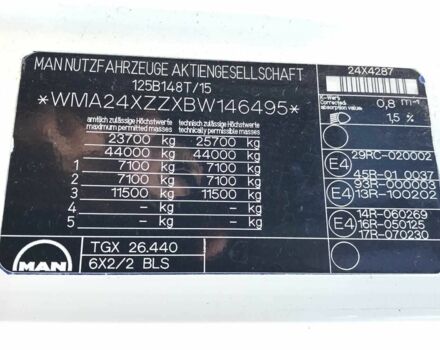 MAN NUTZFAHRZEUGE AKTIENGESELLSCHAFT
125B148T/15
*WMA24XZZXBW146495*
amtlich zulässige Höchstwerte
maximum permitted masses
technisch zulässige Höchstwerte
technically permissible masses
23700 kg 25700 kg
44000 kg 44000 kg
1 7100 kg 7100 kg
2 7100 kg 7100 kg
3 11500 kg 11500 kg
4 - kg - kg
5 - kg - kg
MAN
TGX 26.440
6X2/2 BLS
24X4287
Corrected
absorption value
0,8 m-1
1,5 %
E4 29RC-020002
45R-01 0037
E4 93R-000003
13R-100202
E4 14R-060269
16R-050125
17R-070230